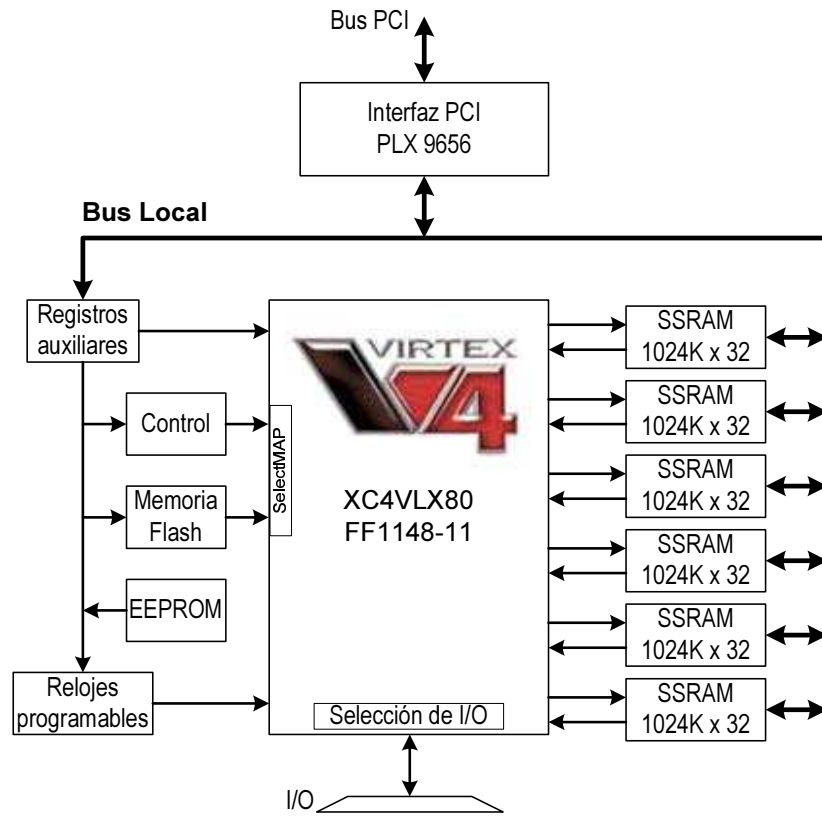 Bus PCI
Interfaz PCI
PLX 9656
Bus Local
Registros
auxiliares
Control
Memoria
Flash
EEPROM
Relojes
programables
SelectMAP
VIRTEX
V4
XC4VLX80
FF1148-11
Selección de I/O
I/O
SSRAM
1024K x 32
SSRAM
1024K x 32
SSRAM
1024K x 32
SSRAM
1024K x 32
SSRAM
1024K x 32
SSRAM
1024K x 32